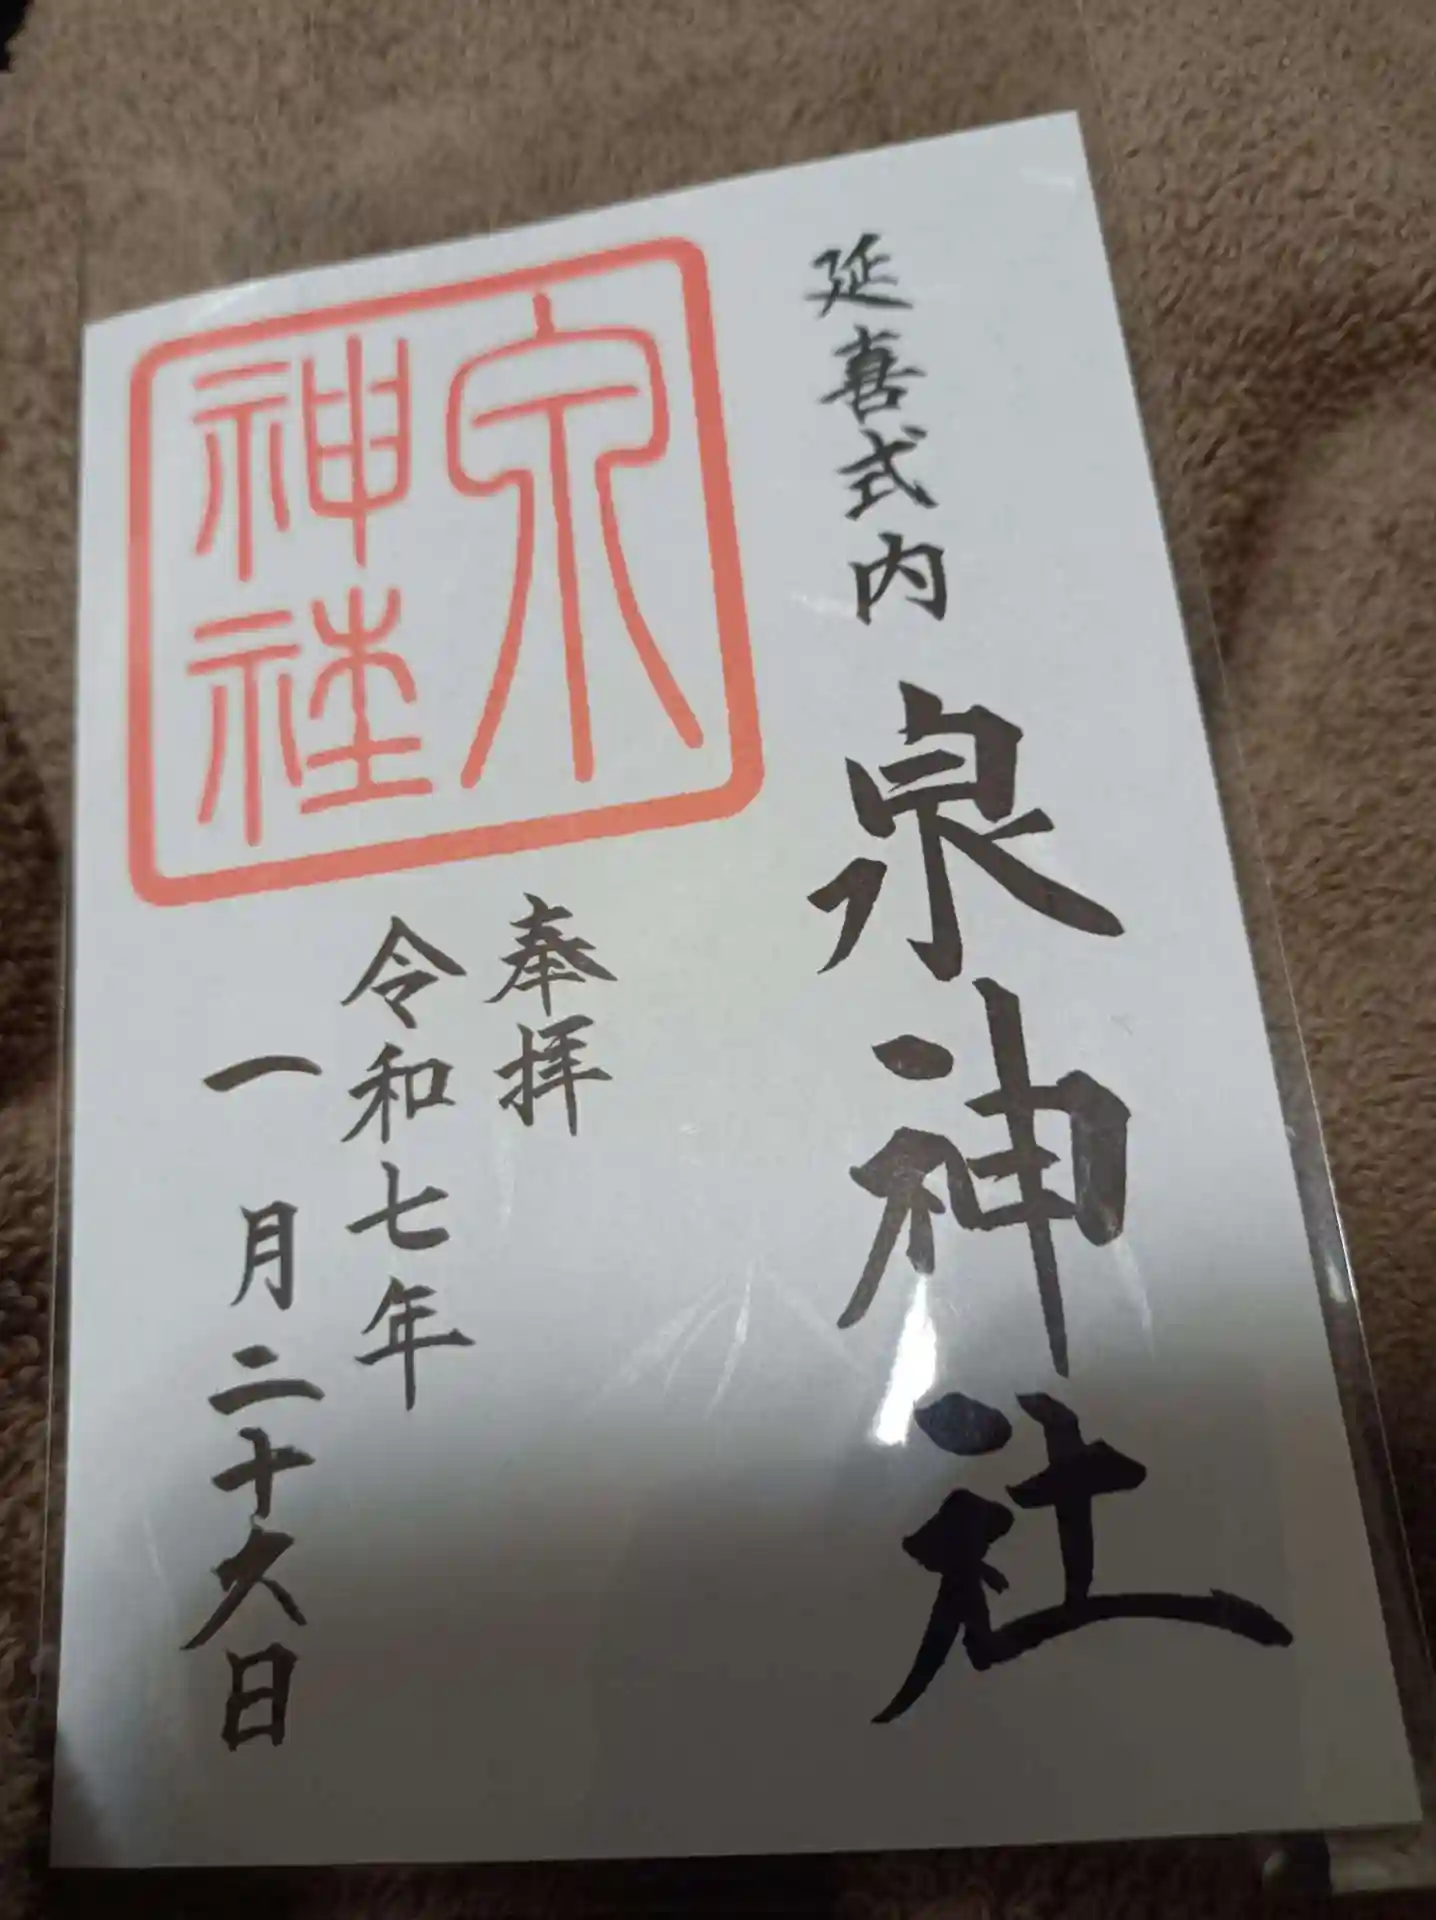 延喜式内 泉神社
泉
神社
奉拝
令和七年
一月二十六日